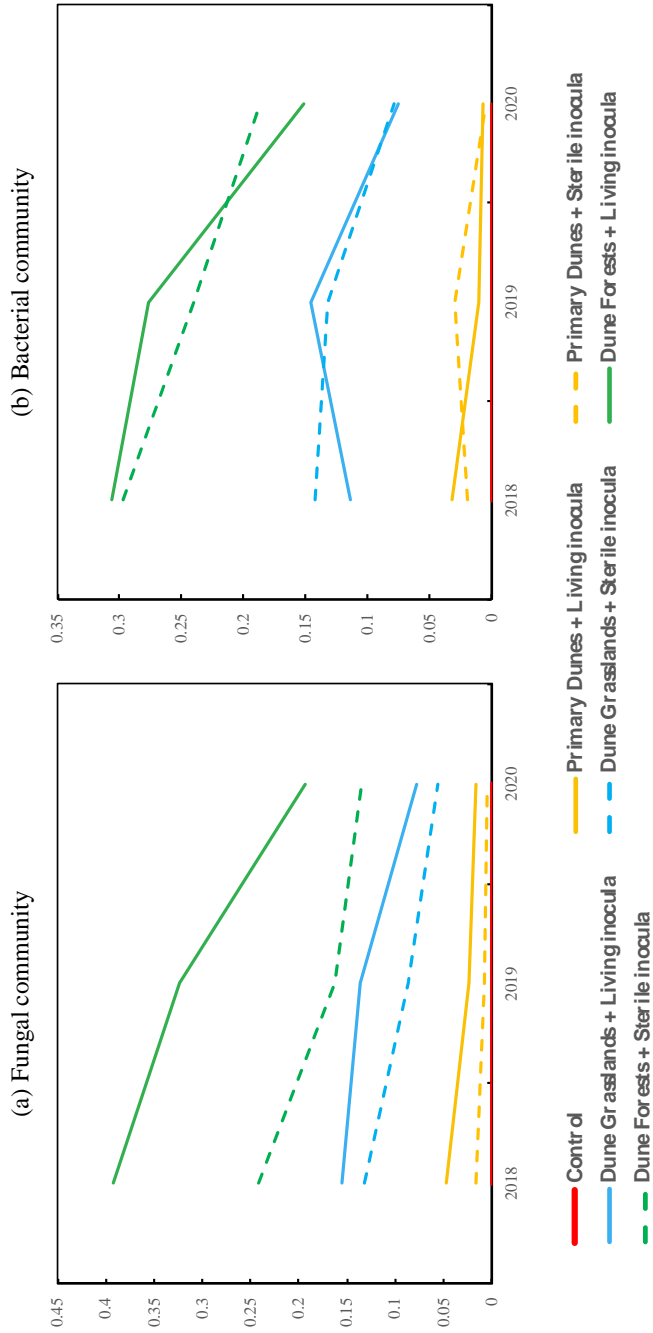 (a) Fungal community
0.45
0.4
0.35
0.3
0.25
0.2
0.15
0.1
0.05
0
2018 2019 2020
(b) Bacterial community
0.35
0.3
0.25
0.2
0.15
0.1
0.05
0
2018 2019 2020
Control Primary Dunes + Living inocula Primary Dunes + Sterile inocula
Dune Grasslands + Living inocula Dune Grasslands + Sterile inocula Dune Forests + Living inocula
Dune Forests + Sterile inocula